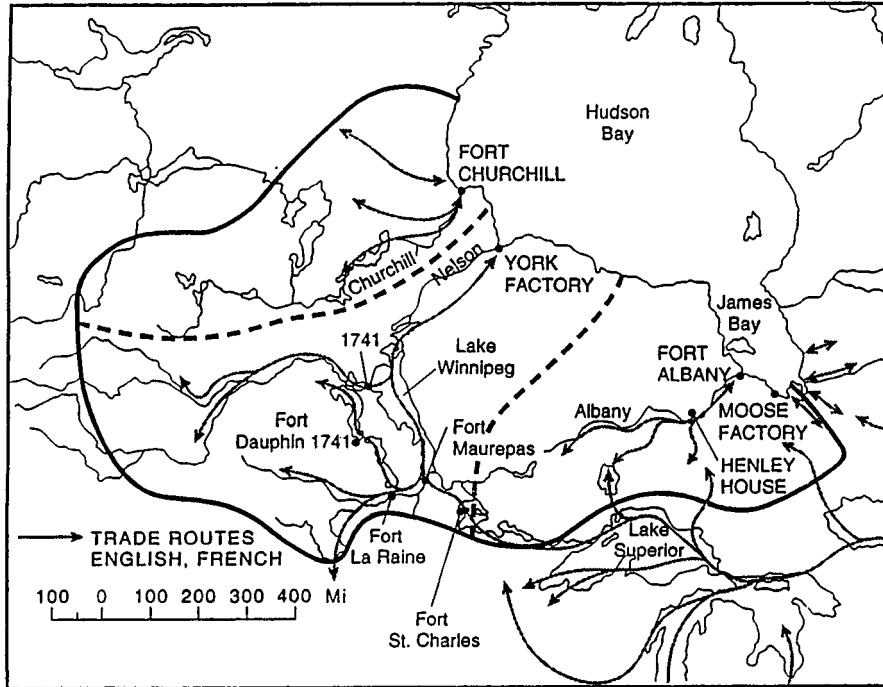 Hudson
Bay
FORT
CHURCHILL
Churchill
Nelson
YORK
FACTORY
James
Bay
1741
Lake
Winnipeg
FORT
ALBANY
Fort
Dauphin 1741
Fort
Maurepas
Albany
MOOSE
FACTORY
HENLEY
HOUSE
TRADE ROUTES
ENGLISH, FRENCH
Fort
La Raine
Lake
Superior
100 0 100 200 300 400 Mi
Fort
St. Charles